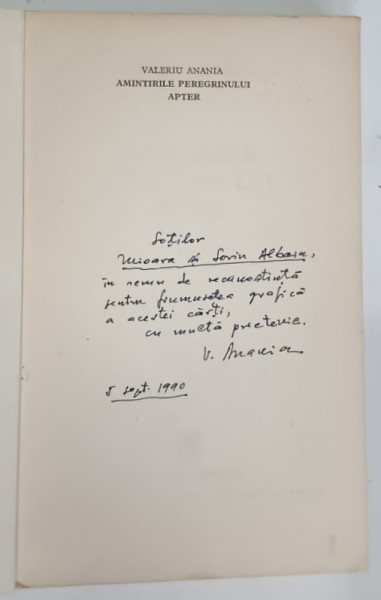 VALERIU ANANIA
AMINTIRILE PEREGRINULUI
APTER
Soților
Mioara și Sorin Alban,
în semn de recunoștință
pentru frumusețea grafică
a acestei cărți,
cu multă prietenie.
V. Anania
5 sept. 1990